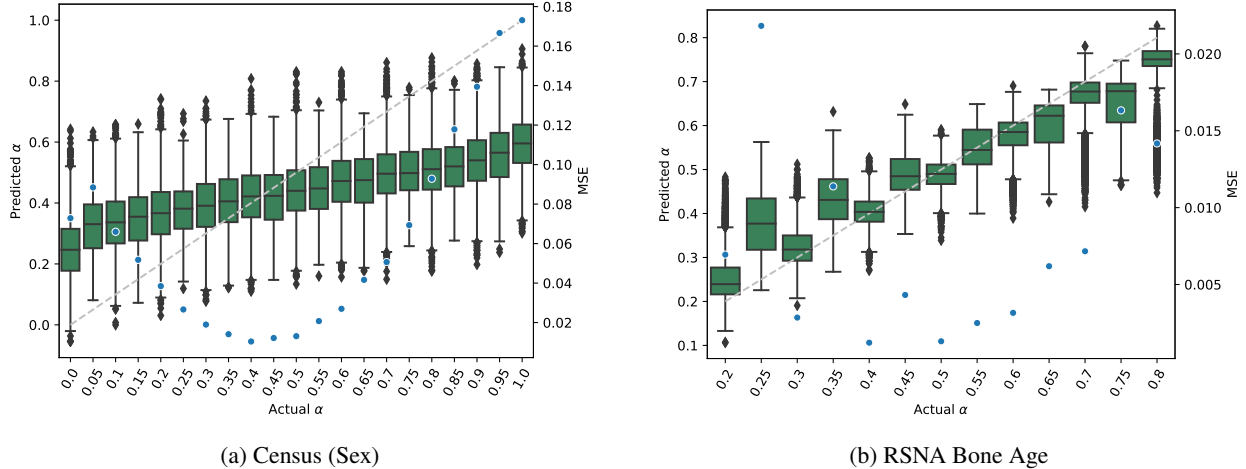 1.0
0.8
0.6
0.4
0.2
0.0
Predicted α
0.18
0.16
0.14
0.12
0.10
0.08
0.06
0.04
0.02
MSE
0.0 0.05 0.1 0.15 0.2 0.25 0.3 0.35 0.4 0.45 0.5 0.55 0.6 0.65 0.7 0.75 0.8 0.85 0.9 0.95 1.0
Actual α
(a) Census (Sex)
0.8
0.7
0.6
0.5
0.4
0.3
0.2
0.1
Predicted α
0.020
0.015
0.010
0.005
MSE
0.2 0.25 0.3 0.35 0.4 0.45 0.5 0.55 0.6 0.65 0.7 0.75 0.8
Actual α
(b) RSNA Bone Age